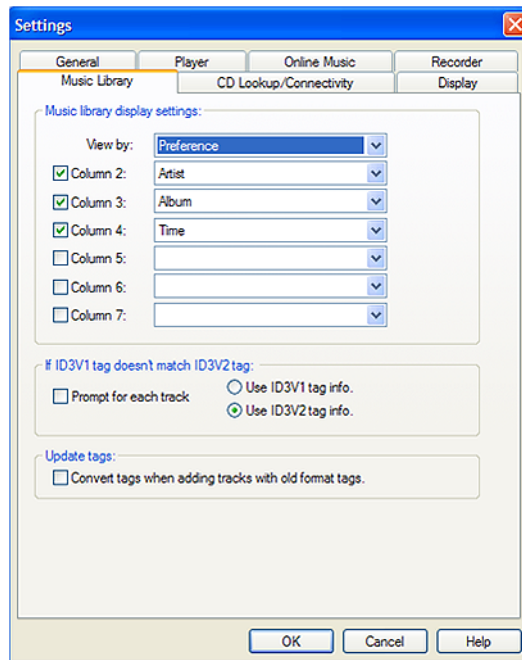 Settings
General Player Online Music Recorder
Music Library CD Lookup/Connectivity Display
Music library display settings:
View by: Preference
Column 2: Artist
Column 3: Album
Column 4: Time
Column 5:
Column 6:
Column 7:
If ID3V1 tag doesn't match ID3V2 tag:
Prompt for each track
Use ID3V1 tag info.
Use ID3V2 tag info.
Update tags:
Convert tags when adding tracks with old format tags.
OK Cancel Help